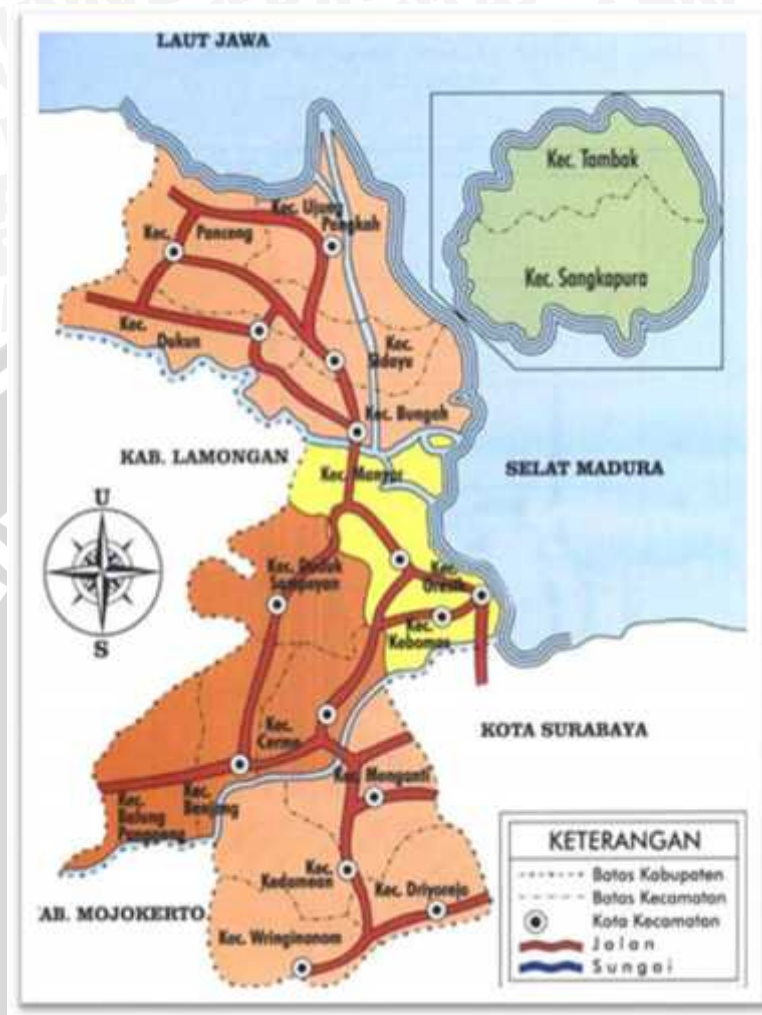 LAUT JAWA
Kec. Tambak
Kec. Sangkapura
Kec. Ujung
Pangkah
Kec. Panceng
Kec.
Dukun
Kec.
Sidayu
Kec. Bungah
KAB. LAMONGAN
Kec. Manyar
SELAT MADURA
U
S
Kec. Duduk
Sampeyan
Kec.
Gresik
Kec.
Kebomas
KOTA SURABAYA
Kec.
Cerme
Kec. Menganti
Kec.
Balung
Panggang
Kec.
Benjeng
Kec.
Kedamean
Kec. Driyorejo
AB. MOJOKERTO
Kec. Wringinanom
KETERANGAN
Batas Kabupaten
Batas Kecamatan
Kota Kecamatan
Jalan
Sungai